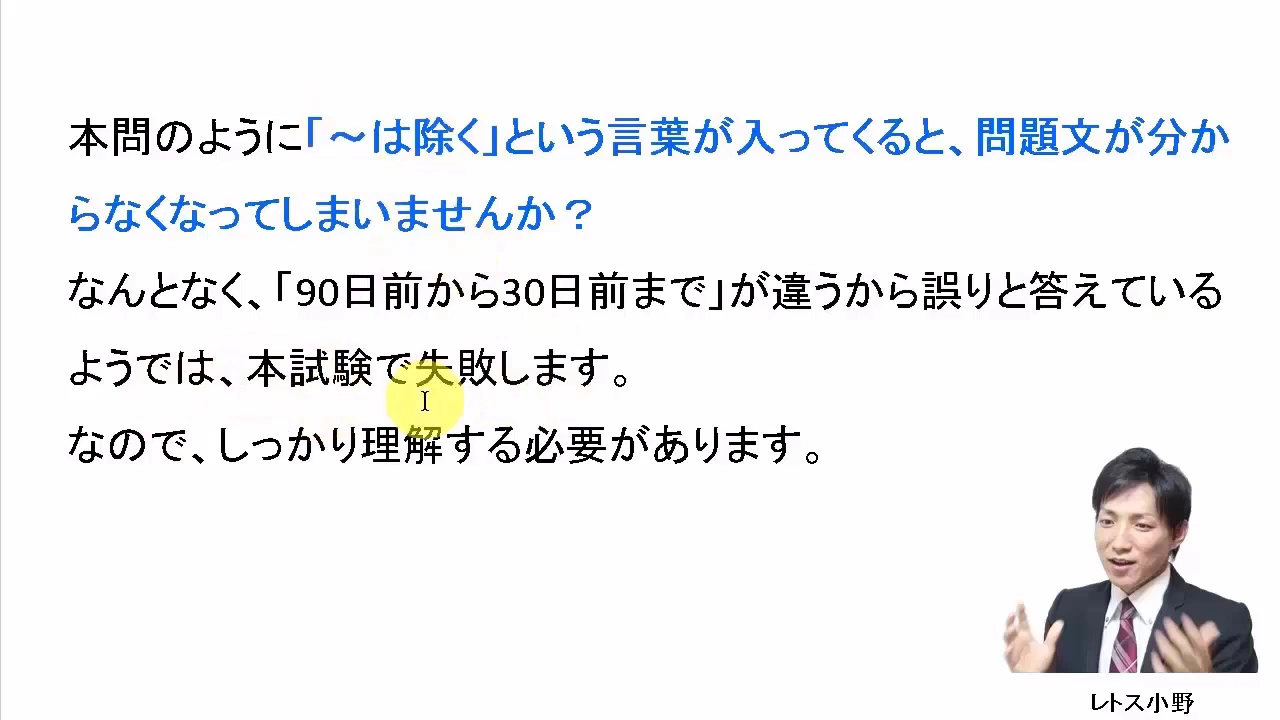 本問のように「～は除く」という言葉が入ってくると、問題文が分か
らなくなってしまいませんか？
なんとなく、「90日前から30日前まで」が違うから誤りと答えている
ようでは、本試験で失敗します。
なので、しっかり理解する必要があります。
レトス小野